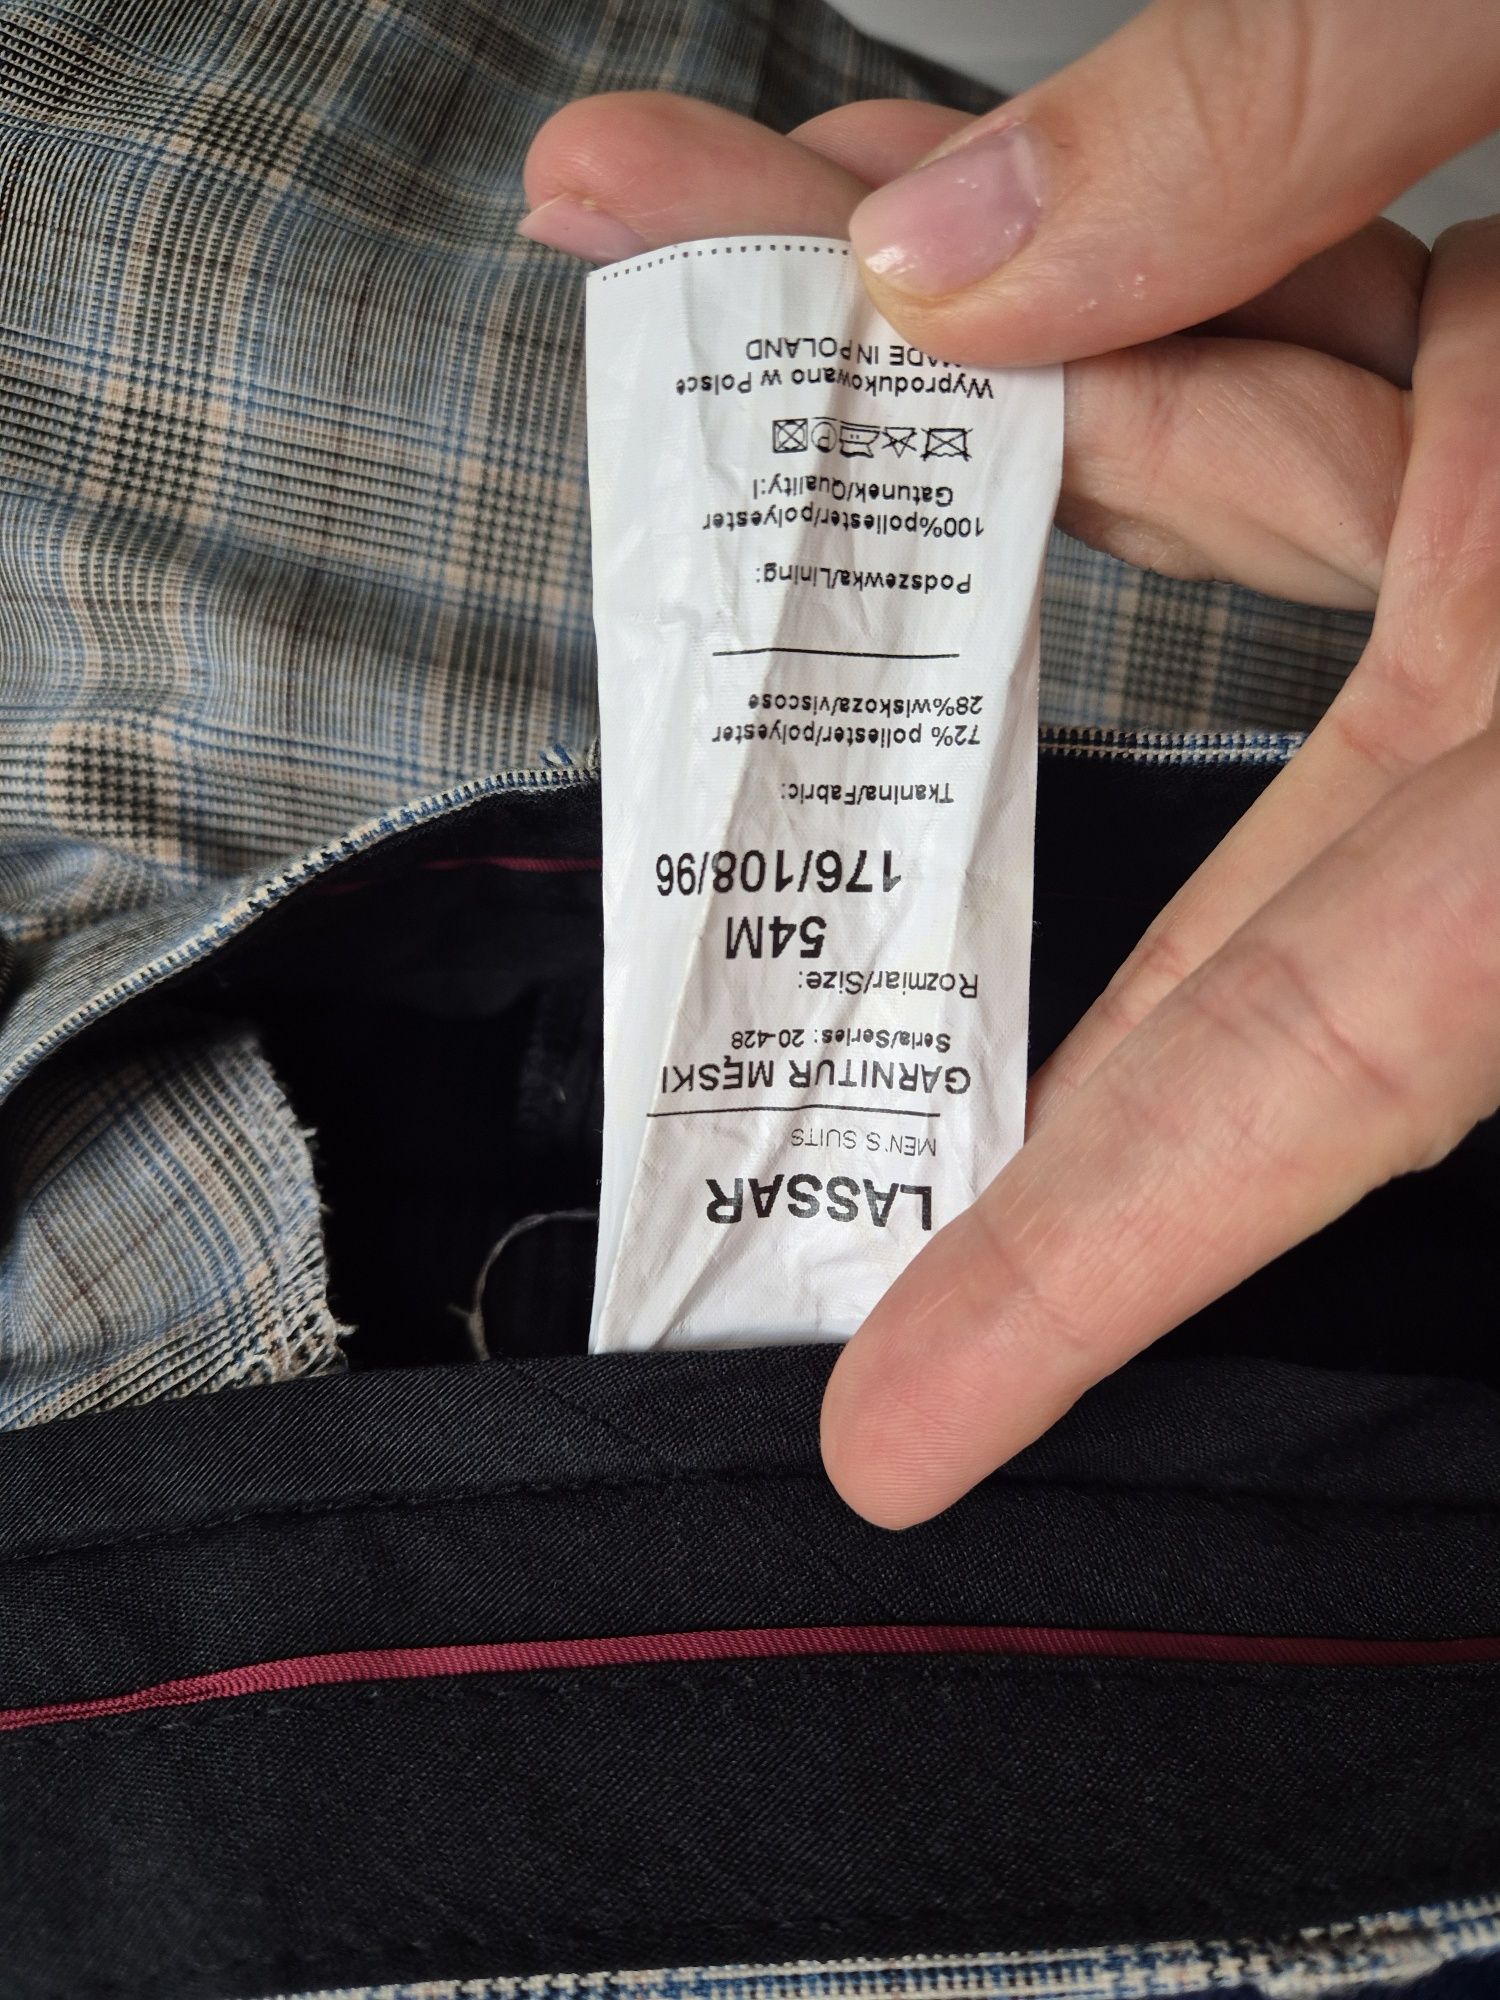 LASSAR
MEN'S SUITS
GARNITUR MĘSKI
Seria/Series: 20-428
Rozmiar/Size:
54M
176/108/96
Tkanina/Fabric:
72% poliester/polyester
28%wiskoza/viscose
Podszewka/Lining:
100%poliester/polyester
Gatunek/Quality:I
Wyprodukowano w Polsce
MADE IN POLAND